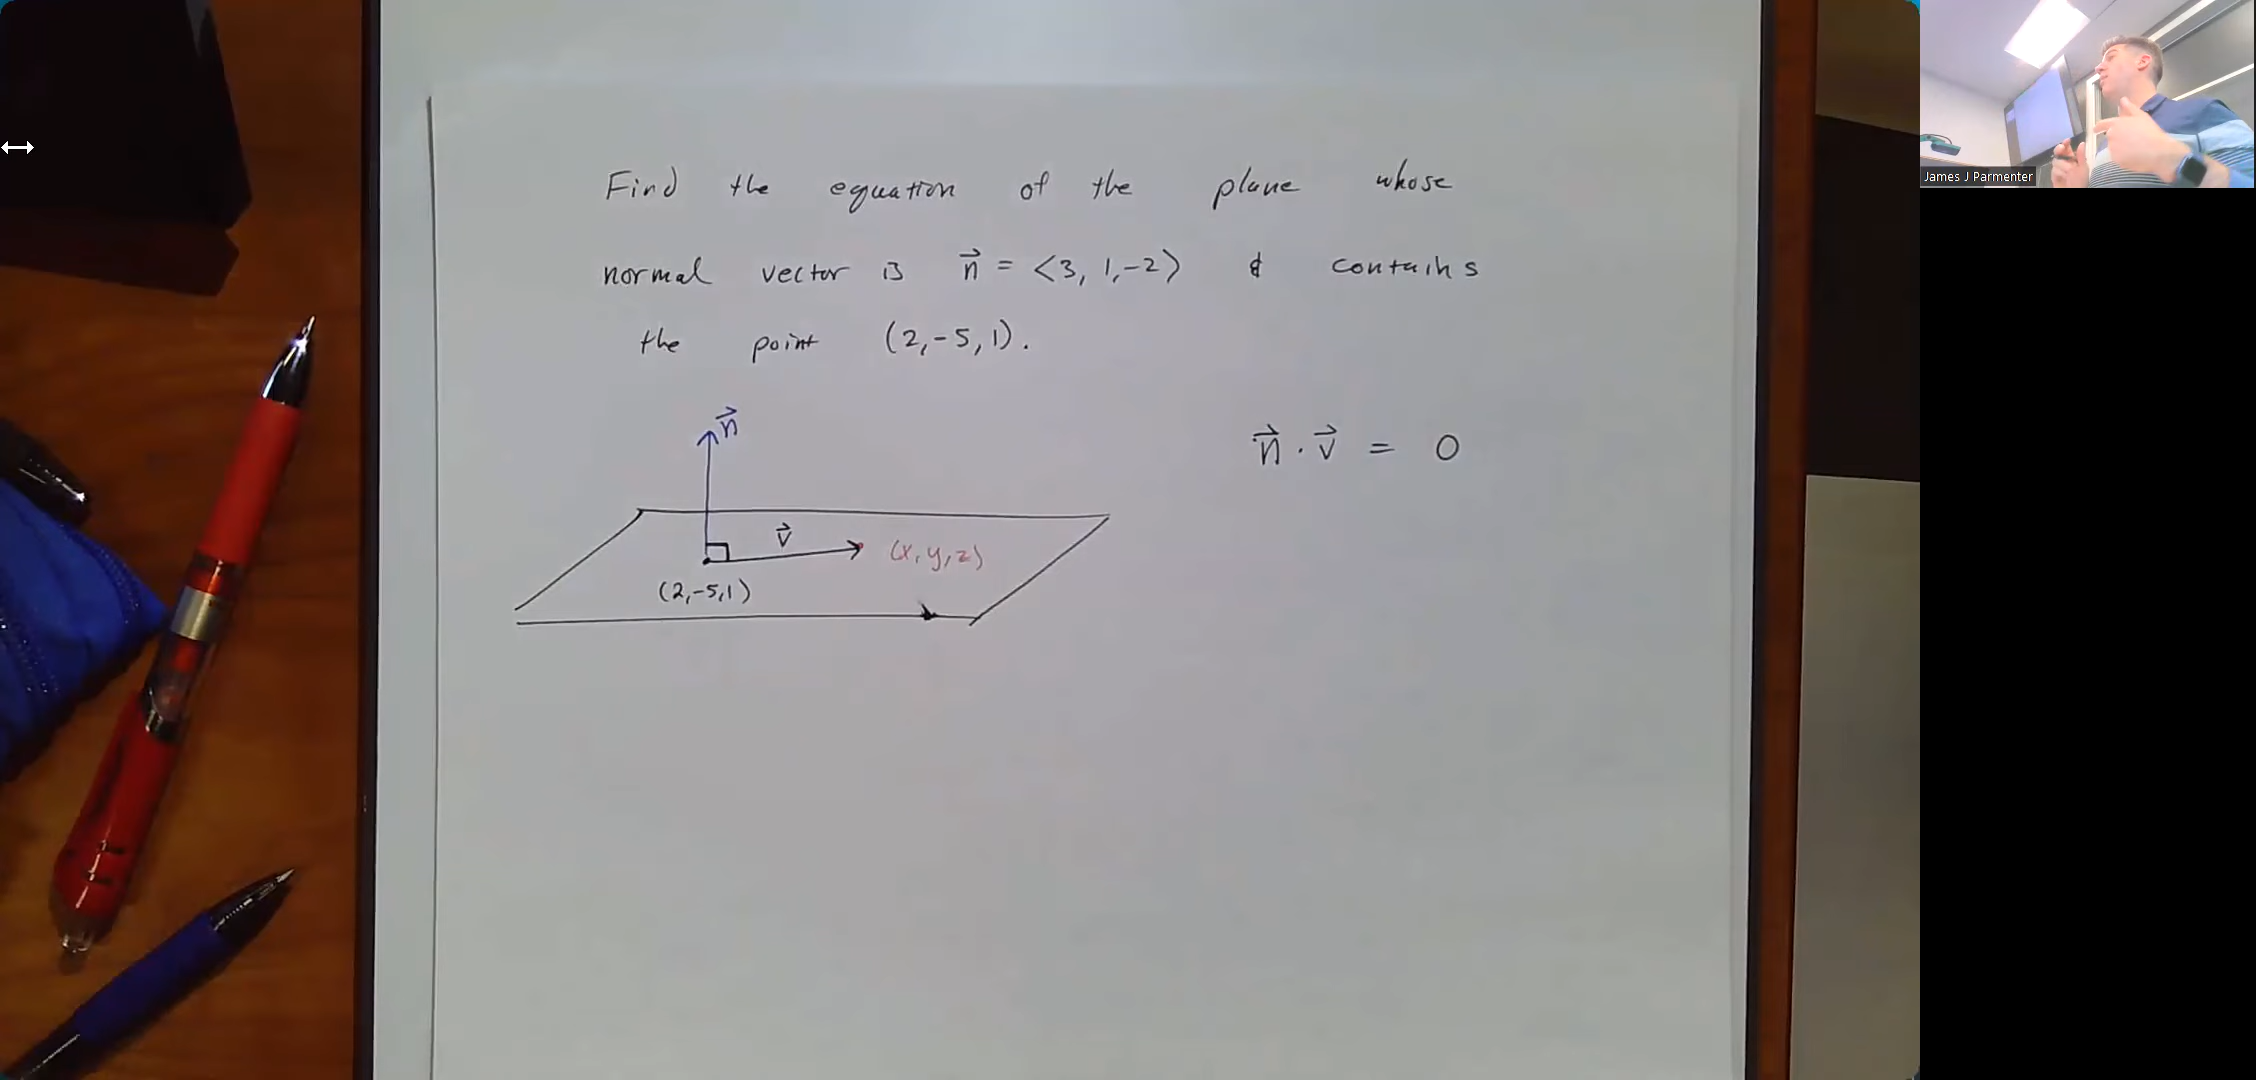 Find the equation of the plane whose
normal vector is n⃗ = <3, 1, -2> & contains
the point (2, -5, 1).
n⃗
n⃗ · v⃗ = 0
v⃗
(x, y, z)
(2, -5, 1)
James J Parmenter